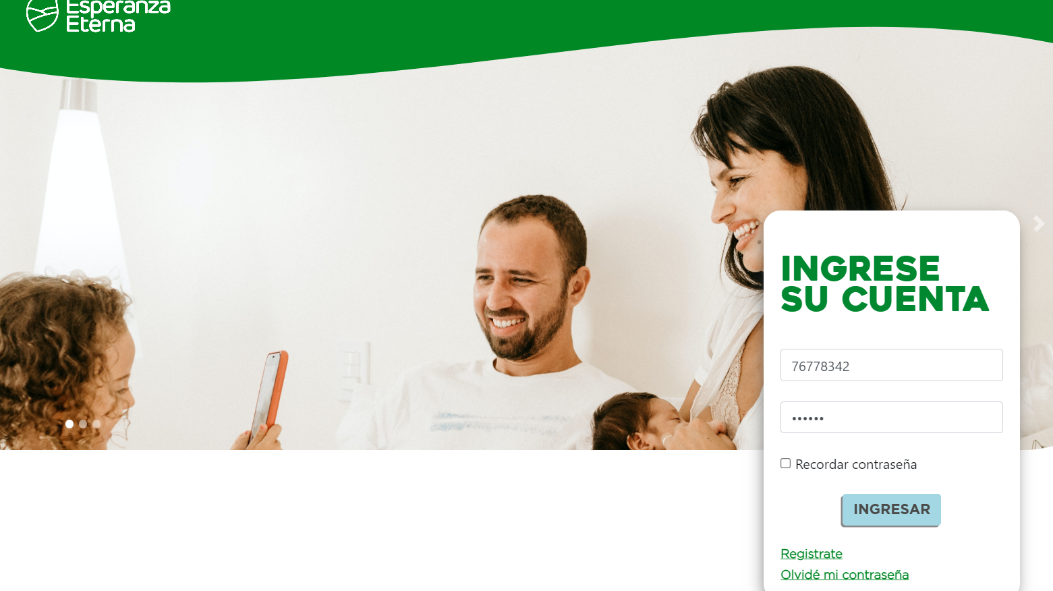 Esperanza
Eterna
INGRESE
SU CUENTA
76778342
••••••
Recordar contraseña
INGRESAR
Registrate
Olvidé mi contraseña